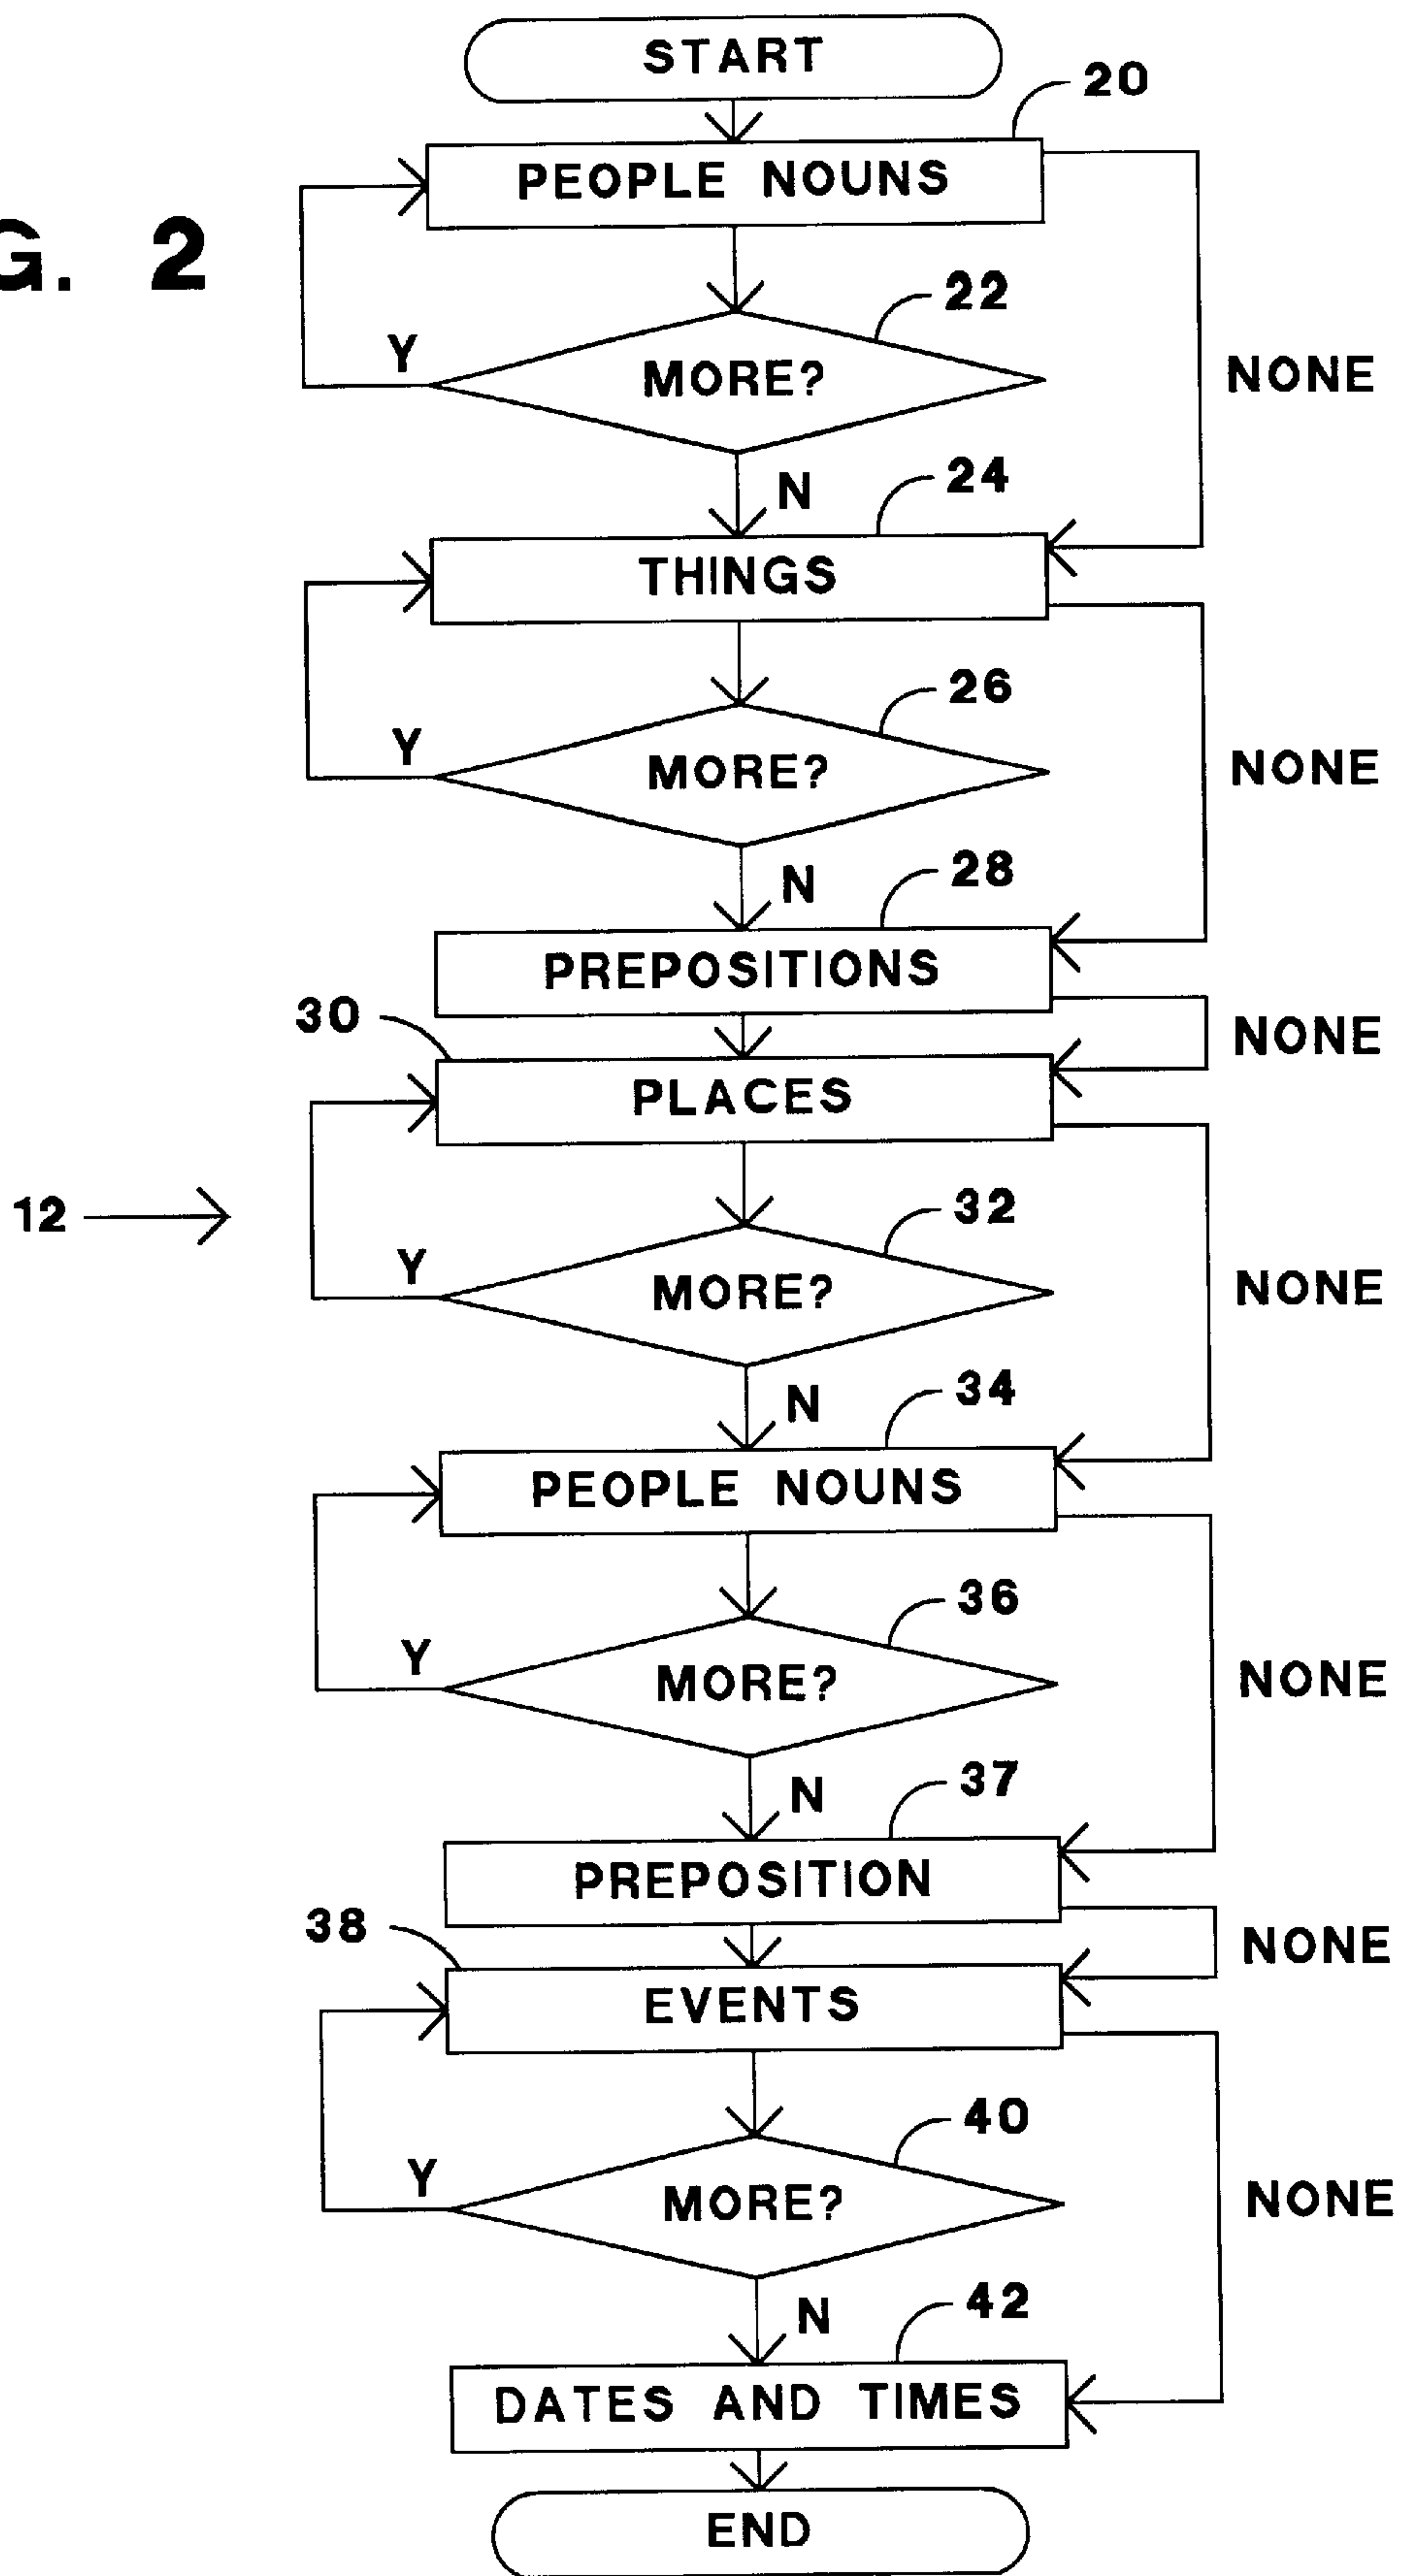 START
20
PEOPLE NOUNS
G. 2
22
Y
MORE?
NONE
N
24
THINGS
26
Y
MORE?
NONE
N
28
PREPOSITIONS
30
NONE
PLACES
12
32
Y
MORE?
NONE
N
34
PEOPLE NOUNS
36
Y
MORE?
NONE
N
37
PREPOSITION
38
NONE
EVENTS
40
Y
MORE?
NONE
N
42
DATES AND TIMES
END